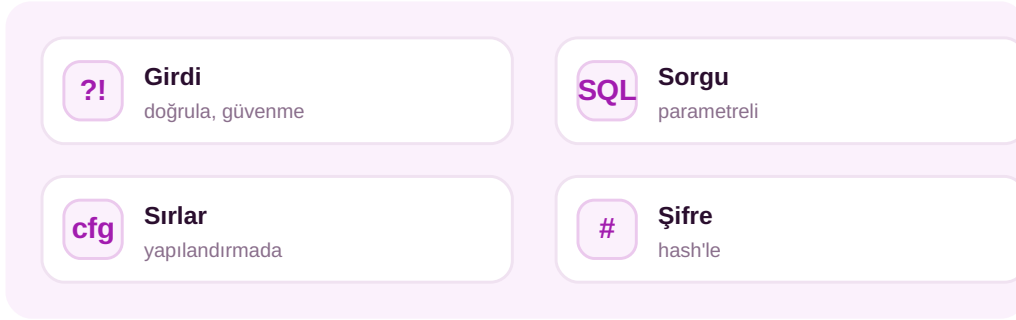 ?!
Girdi
doğrula, güvenme
SQL
Sorgu
parametreli
cfg
Sırlar
yapılandırmada
#
Şifre
hash'le